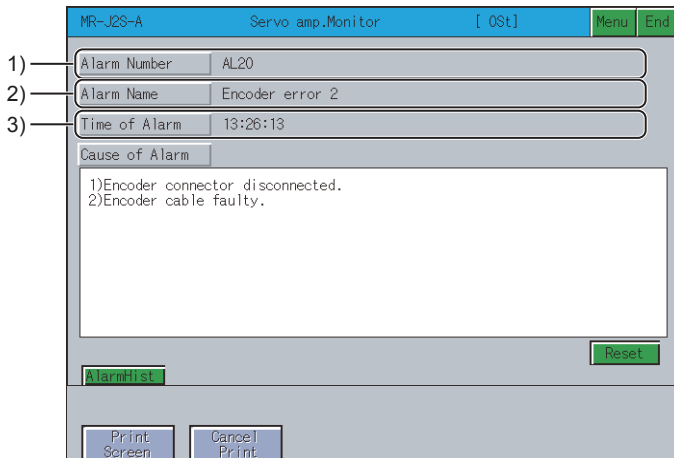 MR-J2S-A Servo amp.Monitor [ 0St] Menu End
1) Alarm Number AL20
2) Alarm Name Encoder error 2
3) Time of Alarm 13:26:13
Cause of Alarm
1)Encoder connector disconnected.
2)Encoder cable faulty.
Reset
AlarmHist
Print Cancel
Screen Print